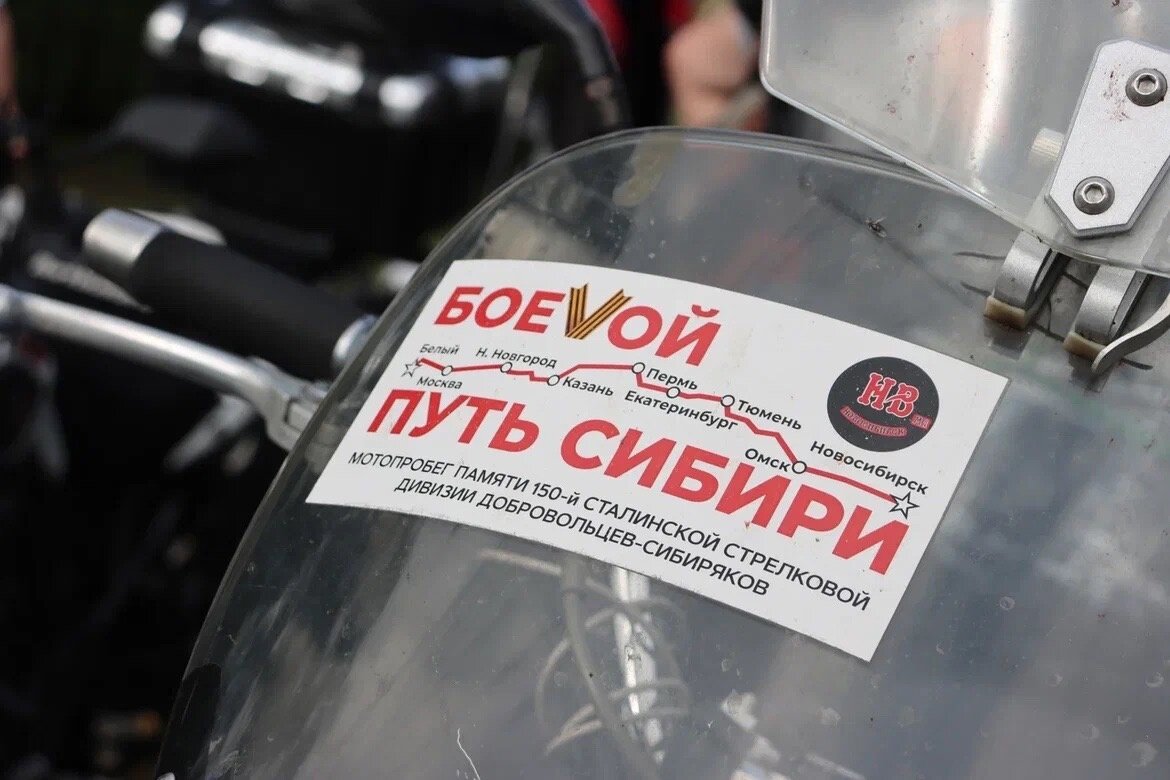 БОЕVОЙ
Белый
Москва
Н. Новгород
Казань
Пермь
Екатеринбург
Тюмень
Омск
Новосибирск
НВ
ПУТЬ СИБИРИ
МОТОПРОБЕГ ПАМЯТИ 150-й СТАЛИНСКОЙ СТРЕЛКОВОЙ
ДИВИЗИИ ДОБРОВОЛЬЦЕВ-СИБИРЯКОВ